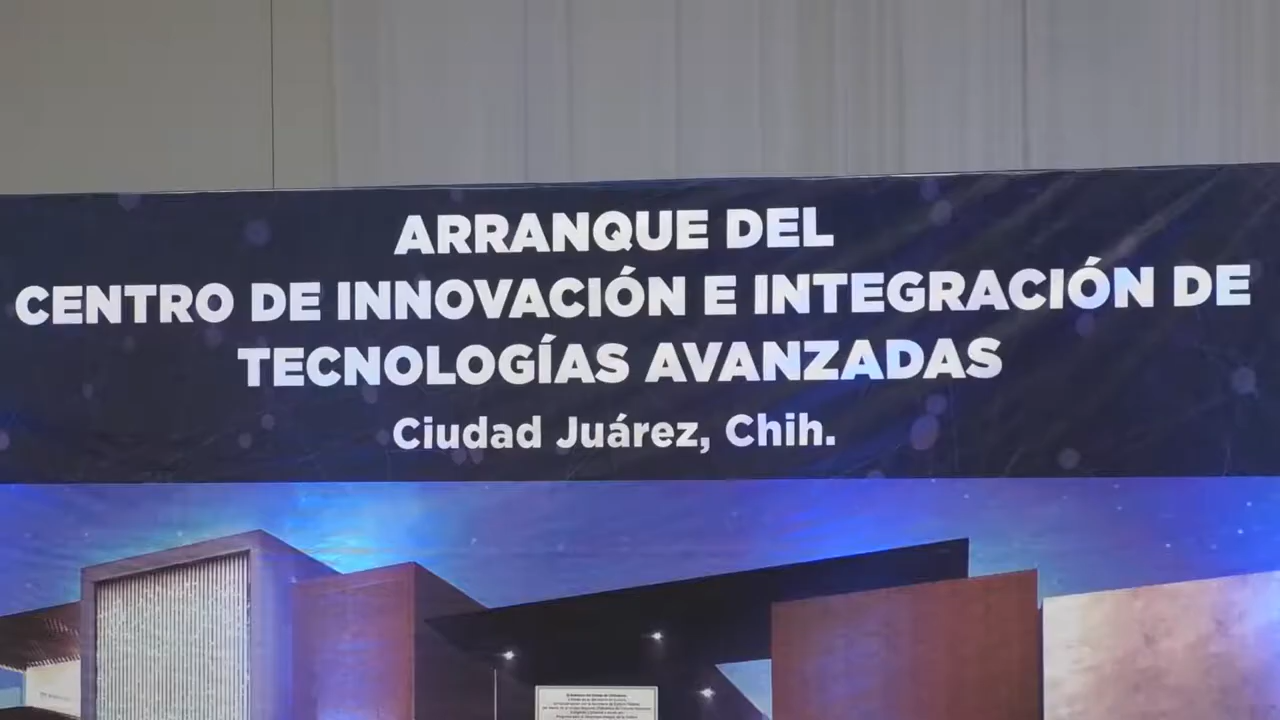 ARRANQUE DEL
CENTRO DE INNOVACIÓN E INTEGRACIÓN DE
TECNOLOGÍAS AVANZADAS
Ciudad Juárez, Chih.